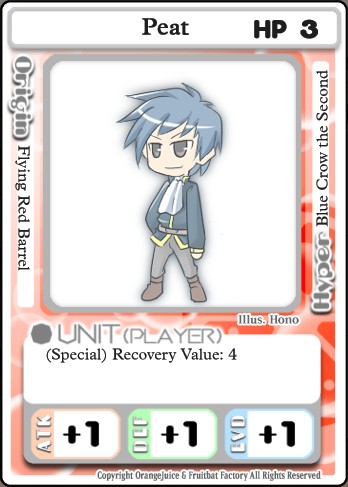 Peat HP 3
Origin Flying Red Barrel
Hyper Blue Crow the Second
Illus. Hono
UNIT (PLAYER)
(Special) Recovery Value: 4
ATK +1 DEF +1 EVD +1
Copyright OrangeJuice & Fruitbat Factory All Rights Reserved